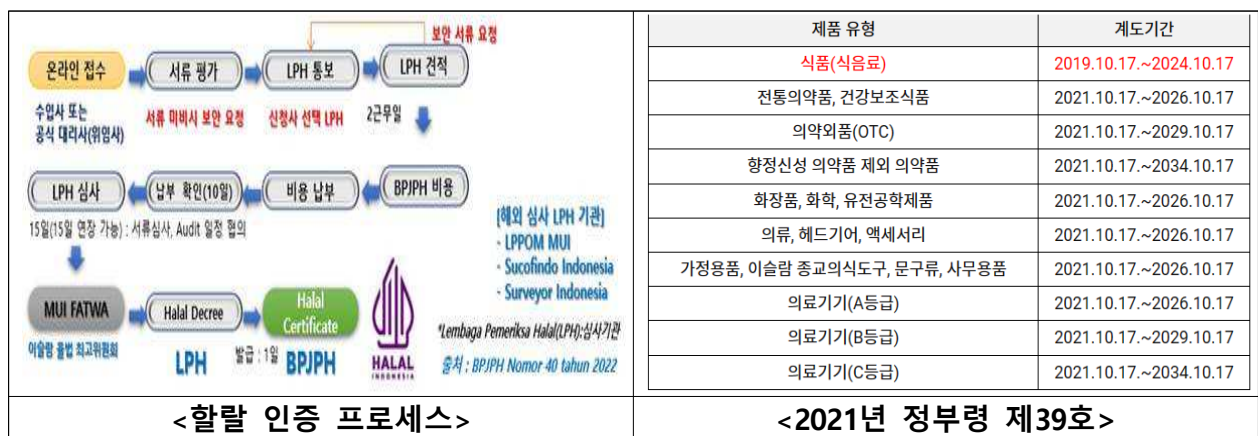 보안 서류 요청
온라인 접수
서류 평가
LPH 통보
LPH 견적
수입사 또는
공식 대리사(위임사)
서류 미비시 보안 요청
신청사 선택 LPH
2근무일
LPH 심사
납부 확인(10일)
비용 납부
BPJPH 비용
15일(15일 연장 가능) : 서류심사, Audit 일정 협의
[해외 심사 LPH 기관]
- LPPOM MUI
- Sucofindo Indonesia
- Surveyor Indonesia
MUI FATWA
Halal Decree
Halal
Certificate
이슬람 율법 최고위원회
LPH
발급 : 1일
BPJPH
HALAL
INDONESIA
*Lembaga Pemeriksa Halal(LPH):심사기관
출처 : BPJPH Nomor 40 tahun 2022
<할랄 인증 프로세스>
제품 유형 계도기간
식품(식음료) 2019.10.17.~2024.10.17
전통의약품, 건강보조식품 2021.10.17.~2026.10.17
의약외품(OTC) 2021.10.17.~2029.10.17
향정신성 의약품 제외 의약품 2021.10.17.~2034.10.17
화장품, 화학, 유전공학제품 2021.10.17.~2026.10.17
의류, 헤드기어, 액세서리 2021.10.17.~2026.10.17
가정용품, 이슬람 종교의식도구, 문구류, 사무용품 2021.10.17.~2026.10.17
의료기기(A등급) 2021.10.17.~2026.10.17
의료기기(B등급) 2021.10.17.~2029.10.17
의료기기(C등급) 2021.10.17.~2034.10.17
<2021년 정부령 제39호>